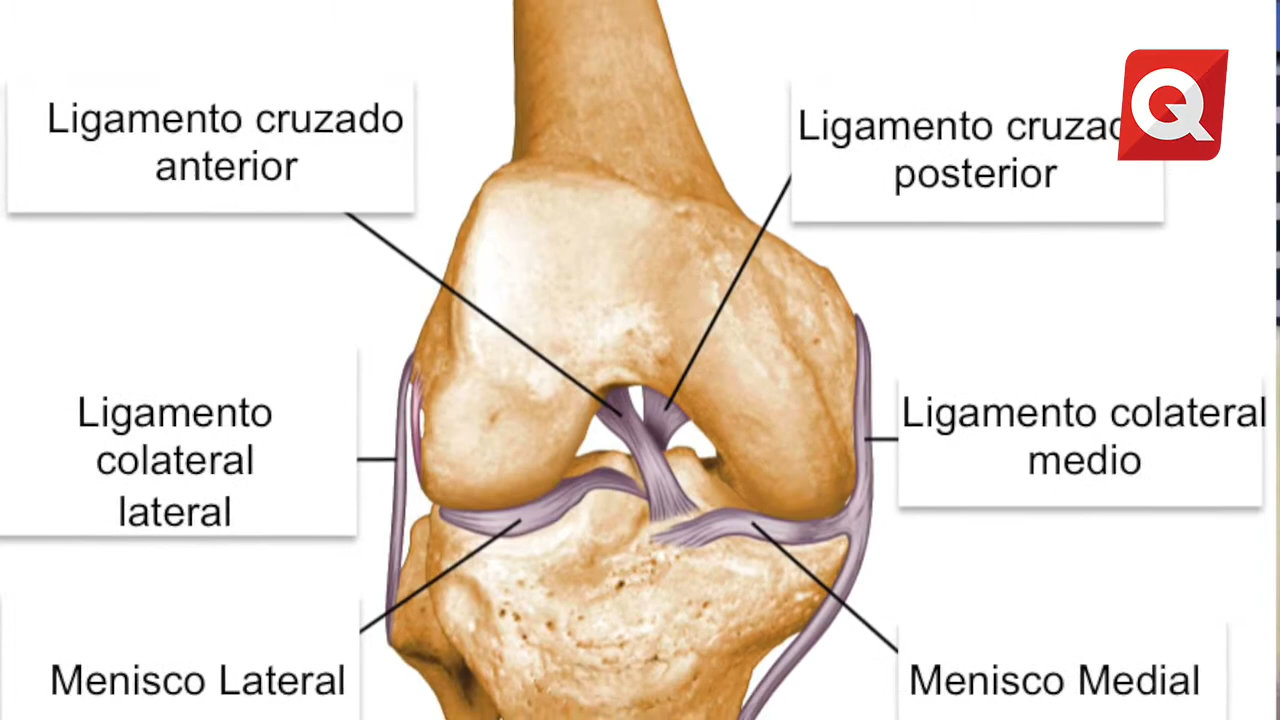 Ligamento cruzado
anterior
Ligamento
posterior
Ligamento
colateral
lateral
Ligamento colateral
medio
Menisco Lateral
Menisco Medial
Q